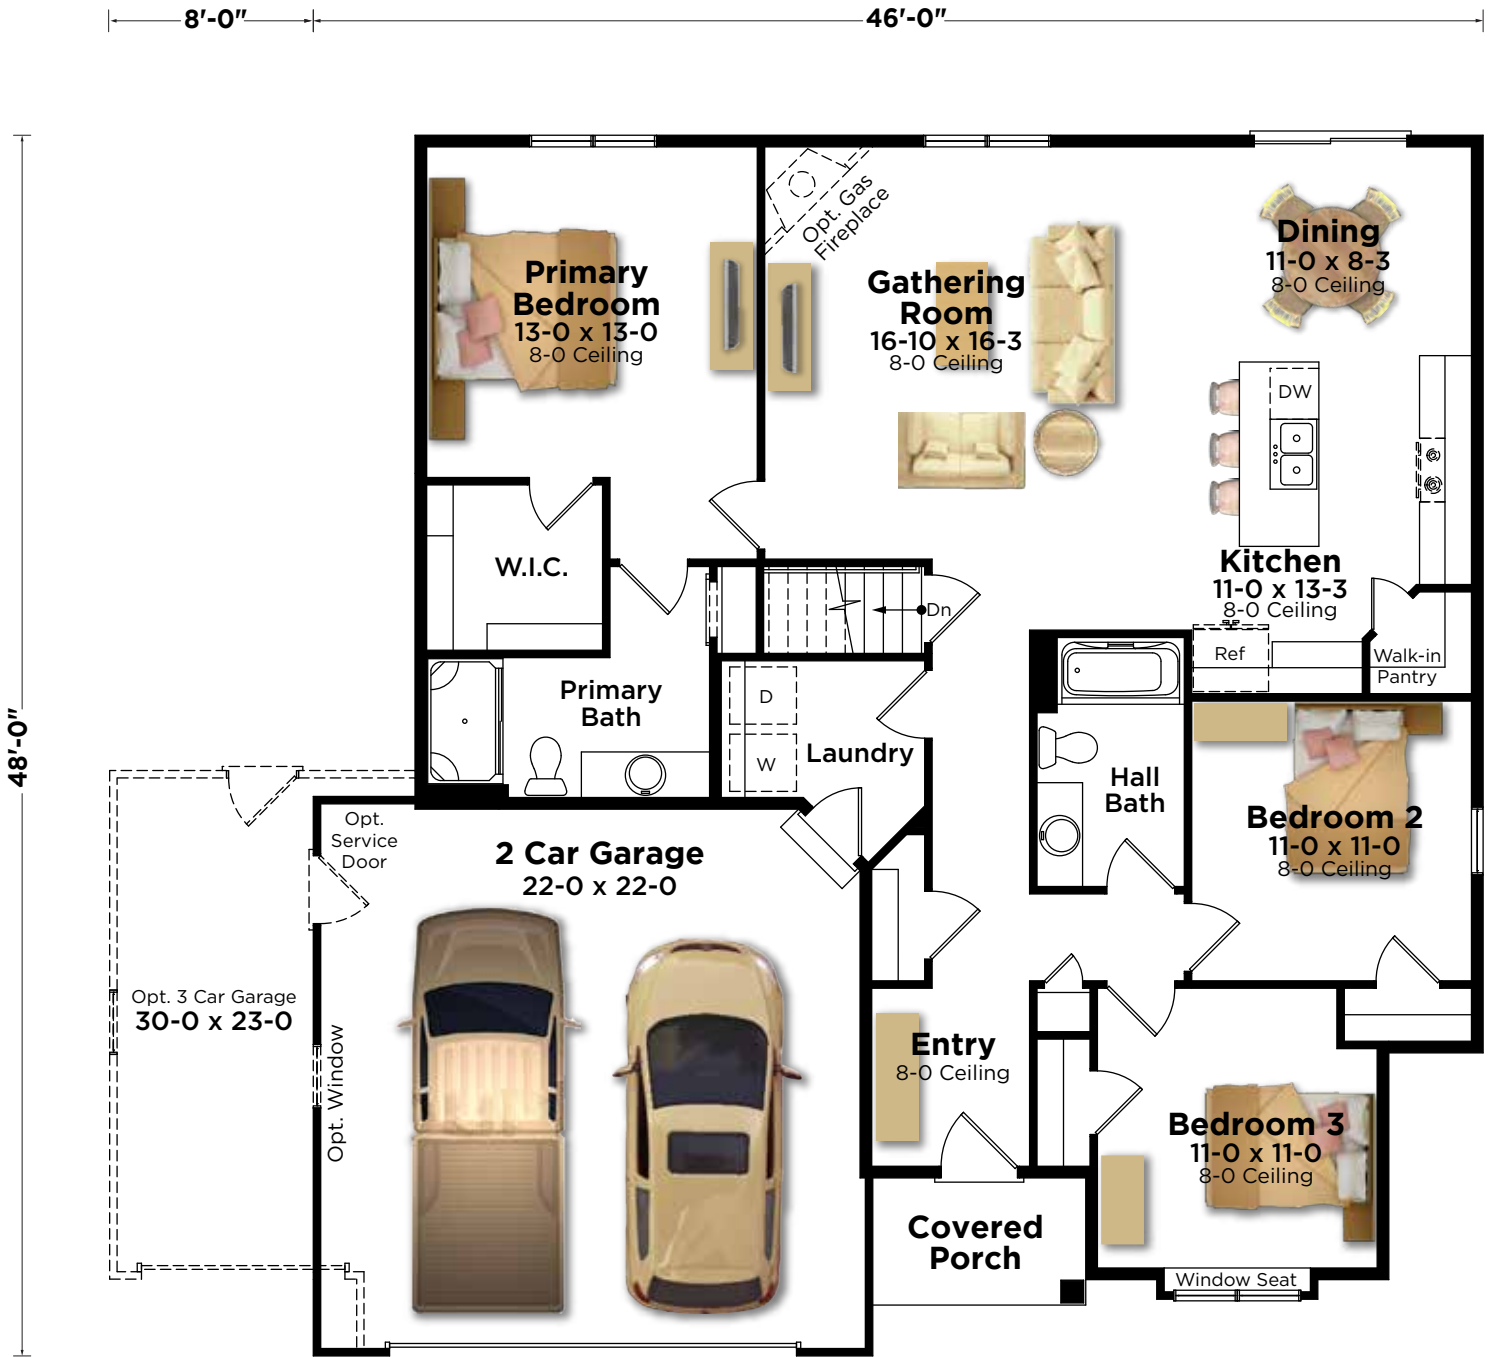 8'-0"
46'-0"
48'-0"
Primary
Bedroom
13-0 x 13-0
8-0 Ceiling
Opt. Gas
Fireplace
Gathering
Room
16-10 x 16-3
8-0 Ceiling
Dining
11-0 x 8-3
8-0 Ceiling
DW
W.I.C.
Kitchen
11-0 x 13-3
8-0 Ceiling
Dn
Ref
Walk-in
Pantry
Primary
Bath
D
W
Laundry
Hall
Bath
Bedroom 2
11-0 x 11-0
8-0 Ceiling
Opt.
Service
Door
2 Car Garage
22-0 x 22-0
Opt. 3 Car Garage
30-0 x 23-0
Opt. Window
Entry
8-0 Ceiling
Bedroom 3
11-0 x 11-0
8-0 Ceiling
Covered
Porch
Window Seat